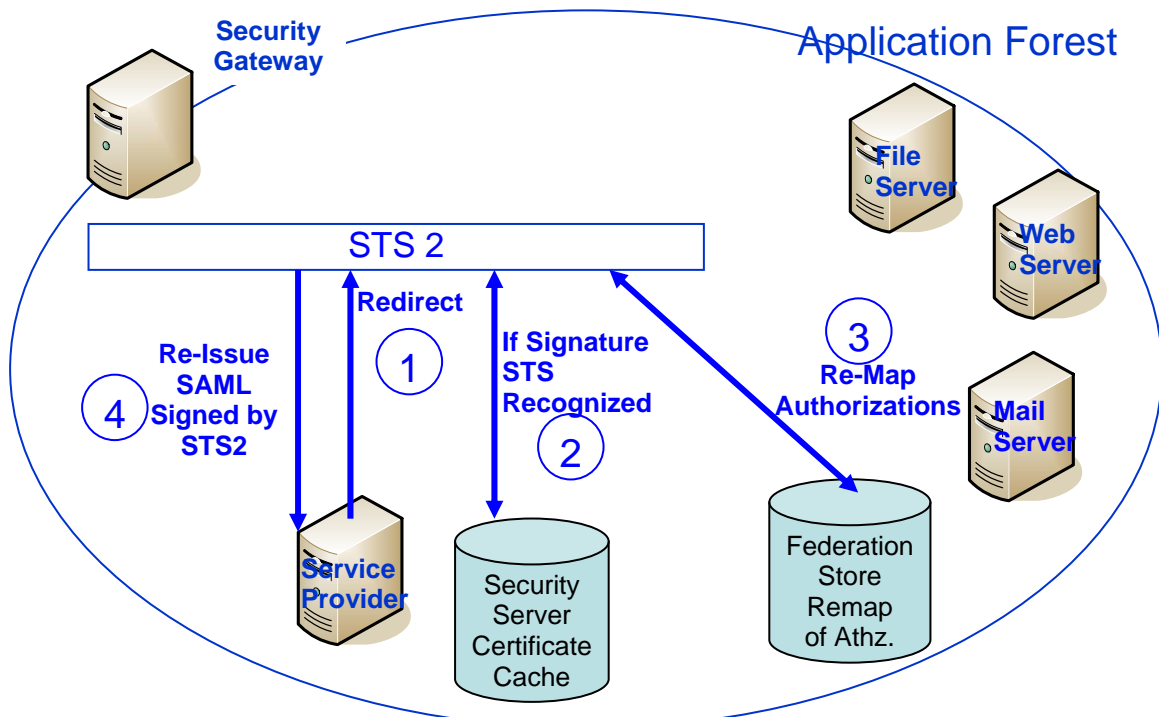 Security
Gateway
Application Forest
File
Server
Web
Server
STS 2
Redirect
1
If Signature
STS
Recognized
2
3
Re-Map
Authorizations
Mail
Server
Re-Issue
SAML
Signed by
STS2
4
Service
Provider
Security
Server
Certificate
Cache
Federation
Store
Remap
of Athz.